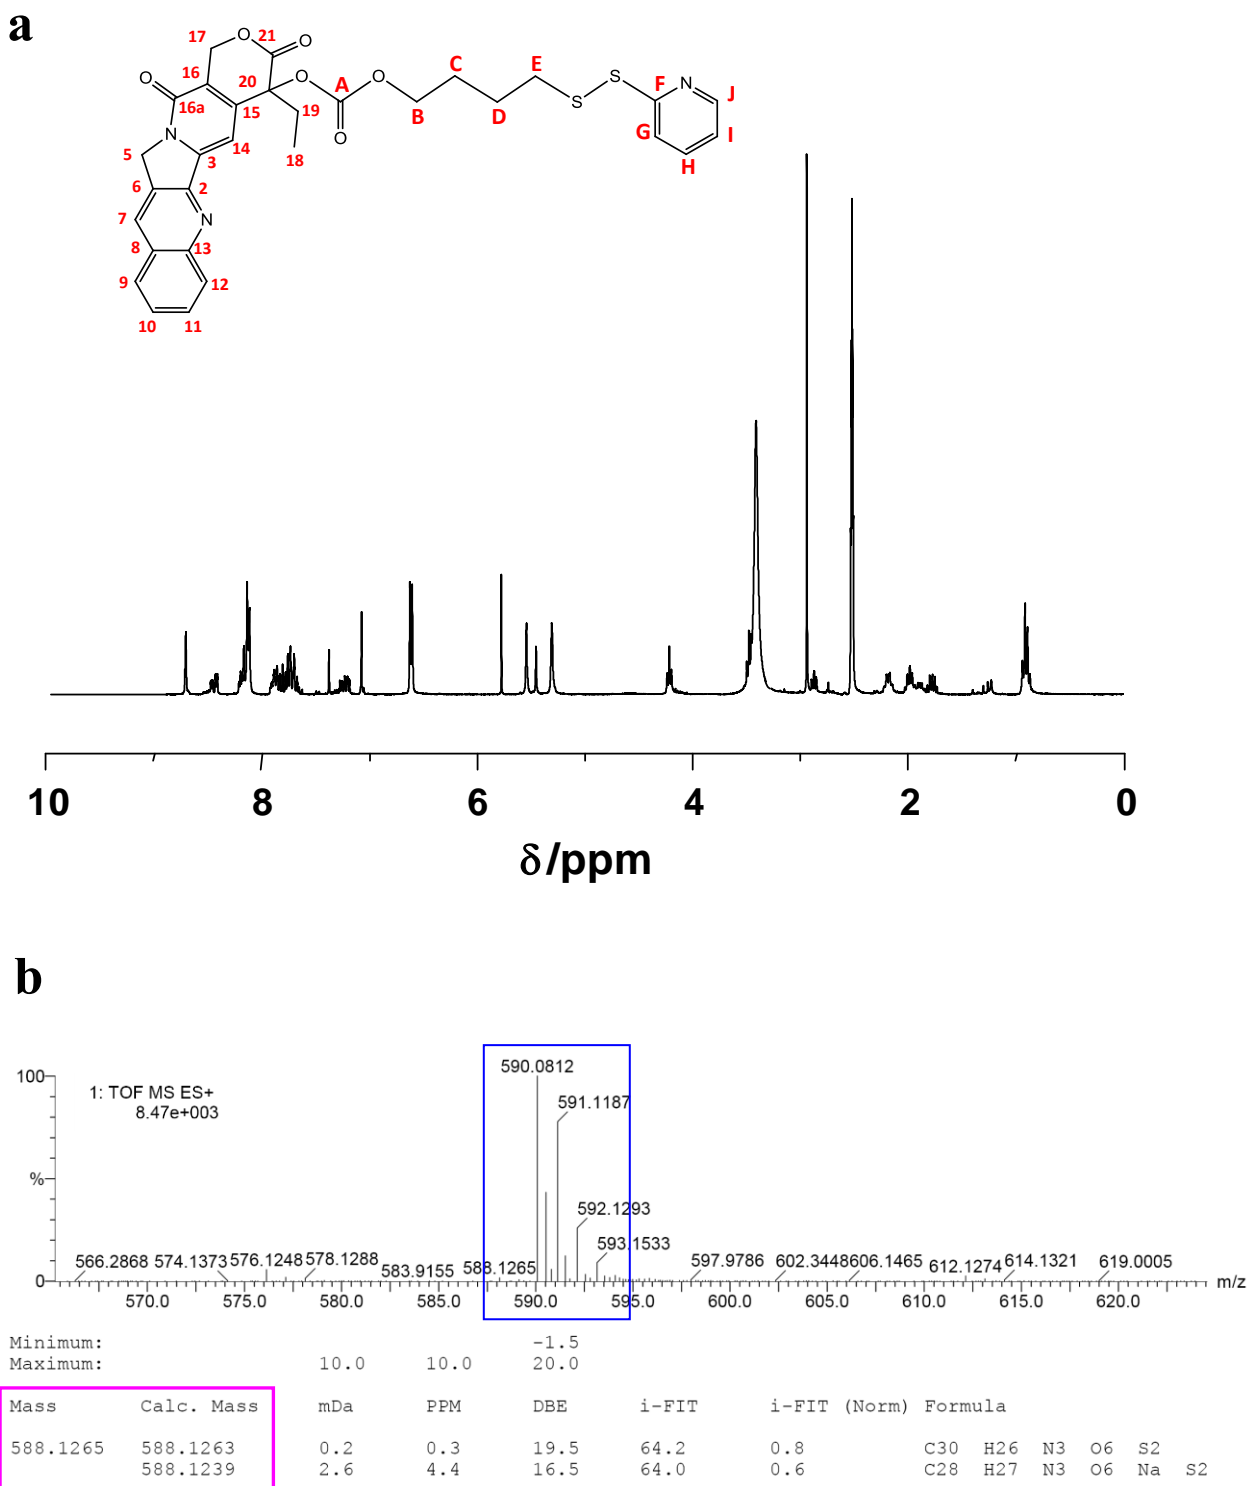 a
17
O
21
O
C
E
S
F
N
J
O
16
20
O
A
O
16a
15
19
B
D
S
G
I
N
14
O
H
5
3
18
6
2
7
N
8
13
9
12
10
11
10 8 6 4 2 0
δ/ppm
b
590.0812
100
1: TOF MS ES+
8.47e+003
591.1187
%
592.1293
593.1533
566.2868 574.1373 576.1248 578.1288 583.9155 588.1265 597.9786 602.3448 606.1465 612.1274 614.1321 619.0005
0
m/z
570.0 575.0 580.0 585.0 590.0 595.0 600.0 605.0 610.0 615.0 620.0
Minimum: -1.5
Maximum: 10.0 10.0 20.0
Mass Calc. Mass mDa PPM DBE i-FIT i-FIT (Norm) Formula
588.1265 588.1263 0.2 0.3 19.5 64.2 0.8 C30 H26 N3 O6 S2
588.1239 2.6 4.4 16.5 64.0 0.6 C28 H27 N3 O6 Na S2